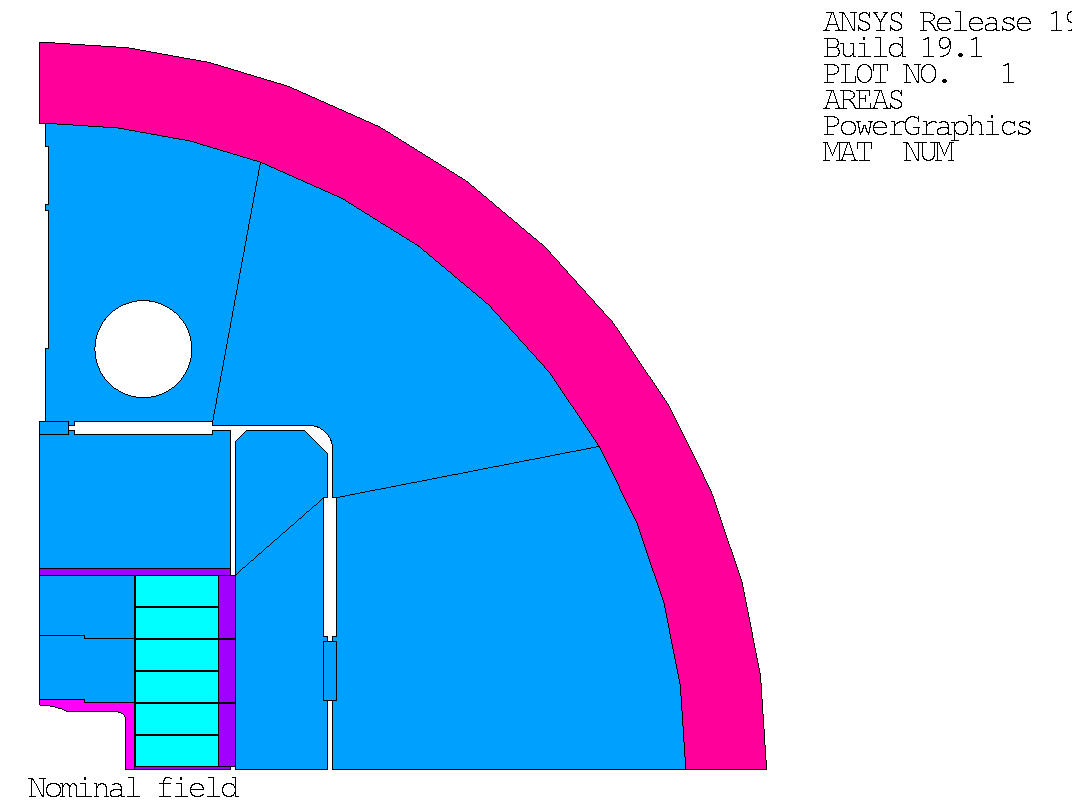 ANSYS Release 19
Build 19.1
PLOT NO. 1
AREAS
PowerGraphics
MAT NUM
Nominal field